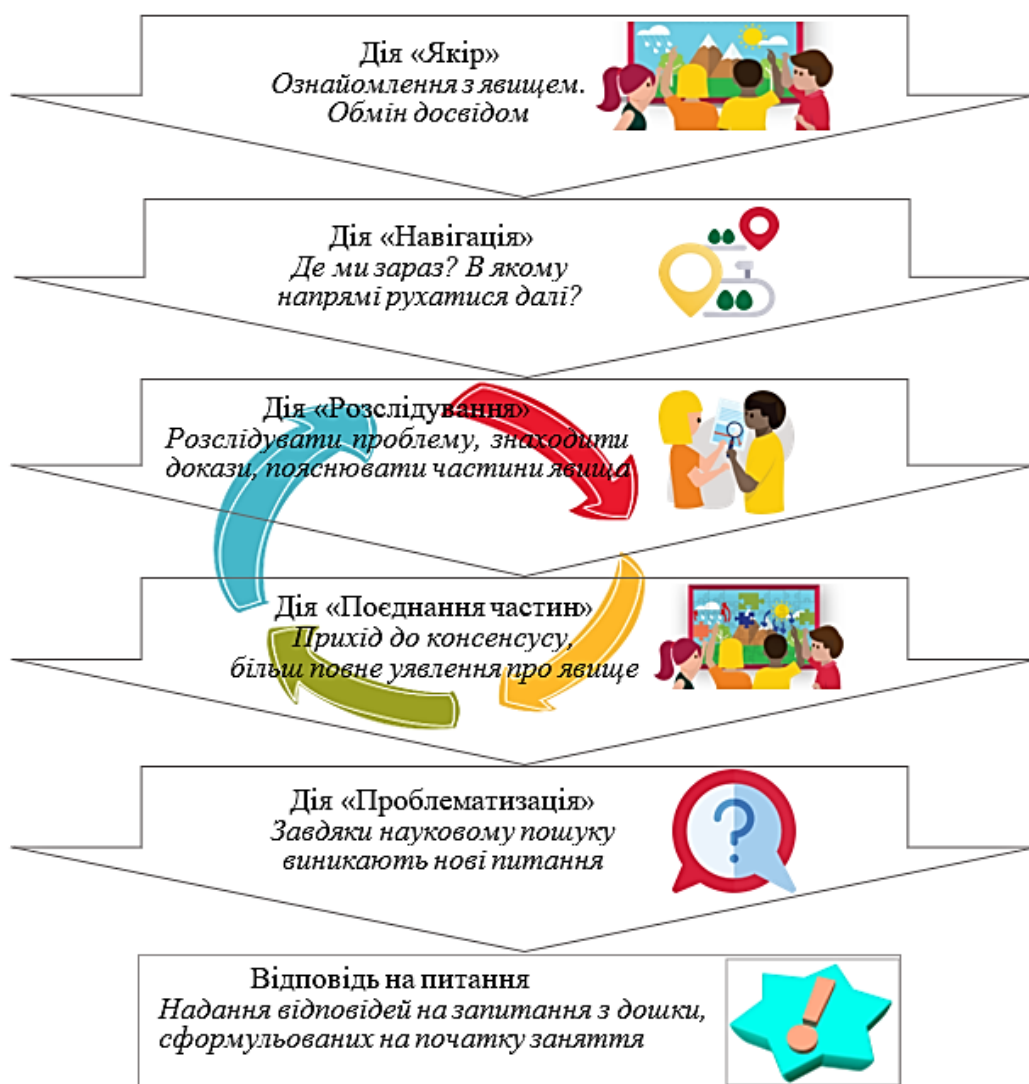 Дія «Якір»
Ознайомлення з явищем.
Обмін досвідом
Дія «Навігація»
Де ми зараз? В якому
напрямі рухатися далі?
Дія «Розслідування»
Розслідувати проблему, знаходити
докази, пояснювати частини явища
Дія «Поєднання частин»
Прихід до консенсусу,
більш повне уявлення про явище
Дія «Проблематизація»
Завдяки науковому пошуку
виникають нові питання
Відповідь на питання
Надання відповідей на запитання з дошки,
сформульованих на початку заняття